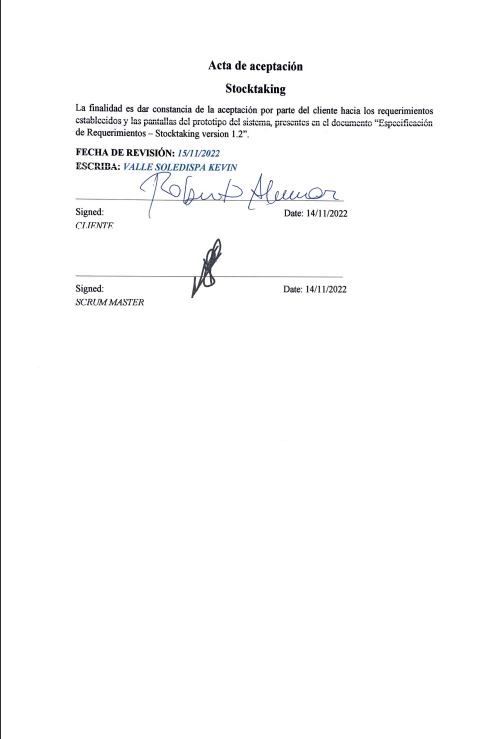 Acta de aceptación
Stocktaking
La finalidad es dar constancia de la aceptación por parte del cliente hacia los requerimientos
establecidos y las pantallas del prototipo del sistema, presentes en el documento “Especificación
de Requerimientos – Stocktaking version 1.2”.
FECHA DE REVISIÓN: 15/11/2022
ESCRIBA: VALLE SOLEDISPA KEVIN
Signed: Date: 14/11/2022
CLIENTE
Signed: Date: 14/11/2022
SCRUM MASTER